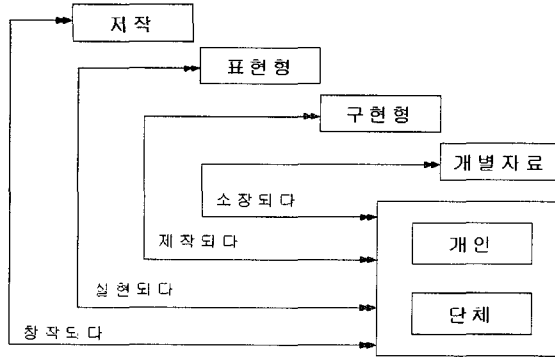 저작
표현형
구현형
개별자료
소장되다
개인
제작되다
실현되다
단체
창작되다